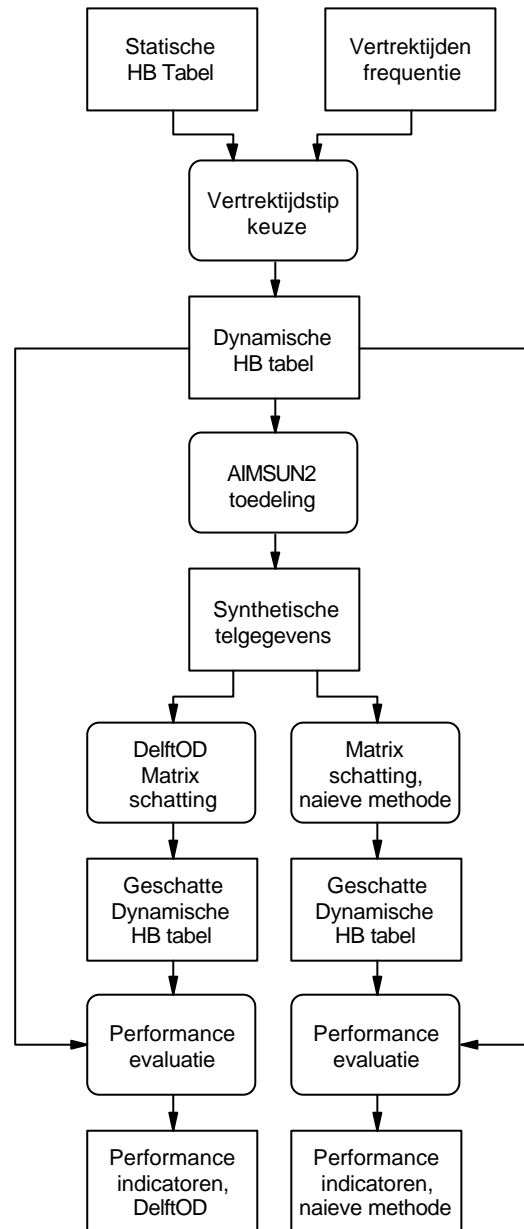 Statische
HB Tabel
Vertrektijden
frequentie
Vertrektijdstip
keuze
Dynamische
HB tabel
AIMSUN2
toedeling
Synthetische
telgegevens
DelftOD
Matrix
schatting
Matrix
schatting,
naieve methode
Geschatte
Dynamische
HB tabel
Geschatte
Dynamische
HB tabel
Performance
evaluatie
Performance
evaluatie
Performance
indicatoren,
DelftOD
Performance
indicatoren,
naieve methode